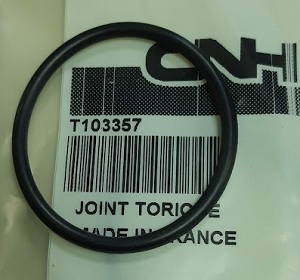 CNH
T103357
JOINT TORIQUE
MADE IN FRANCE